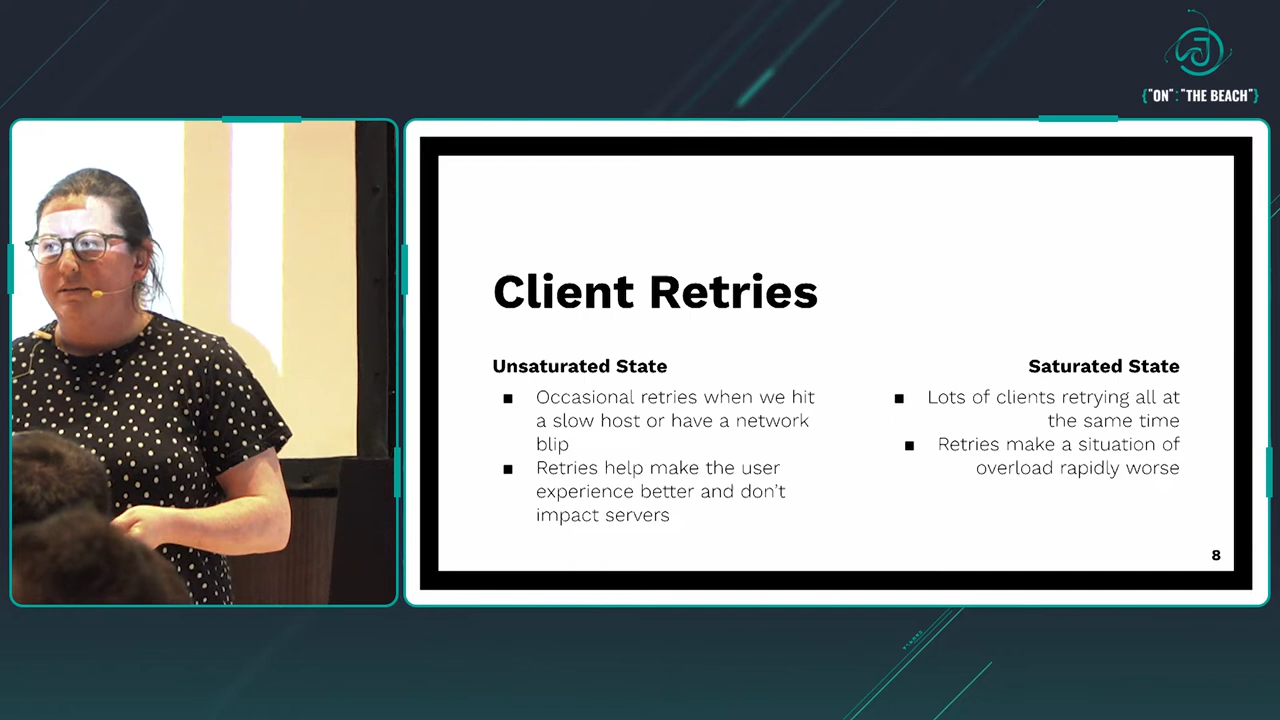 {"ON":"THE BEACH"}
Client Retries
Unsaturated State
■ Occasional retries when we hit
a slow host or have a network
blip
■ Retries help make the user
experience better and don't
impact servers
Saturated State
■ Lots of clients retrying all at
the same time
■ Retries make a situation of
overload rapidly worse
8